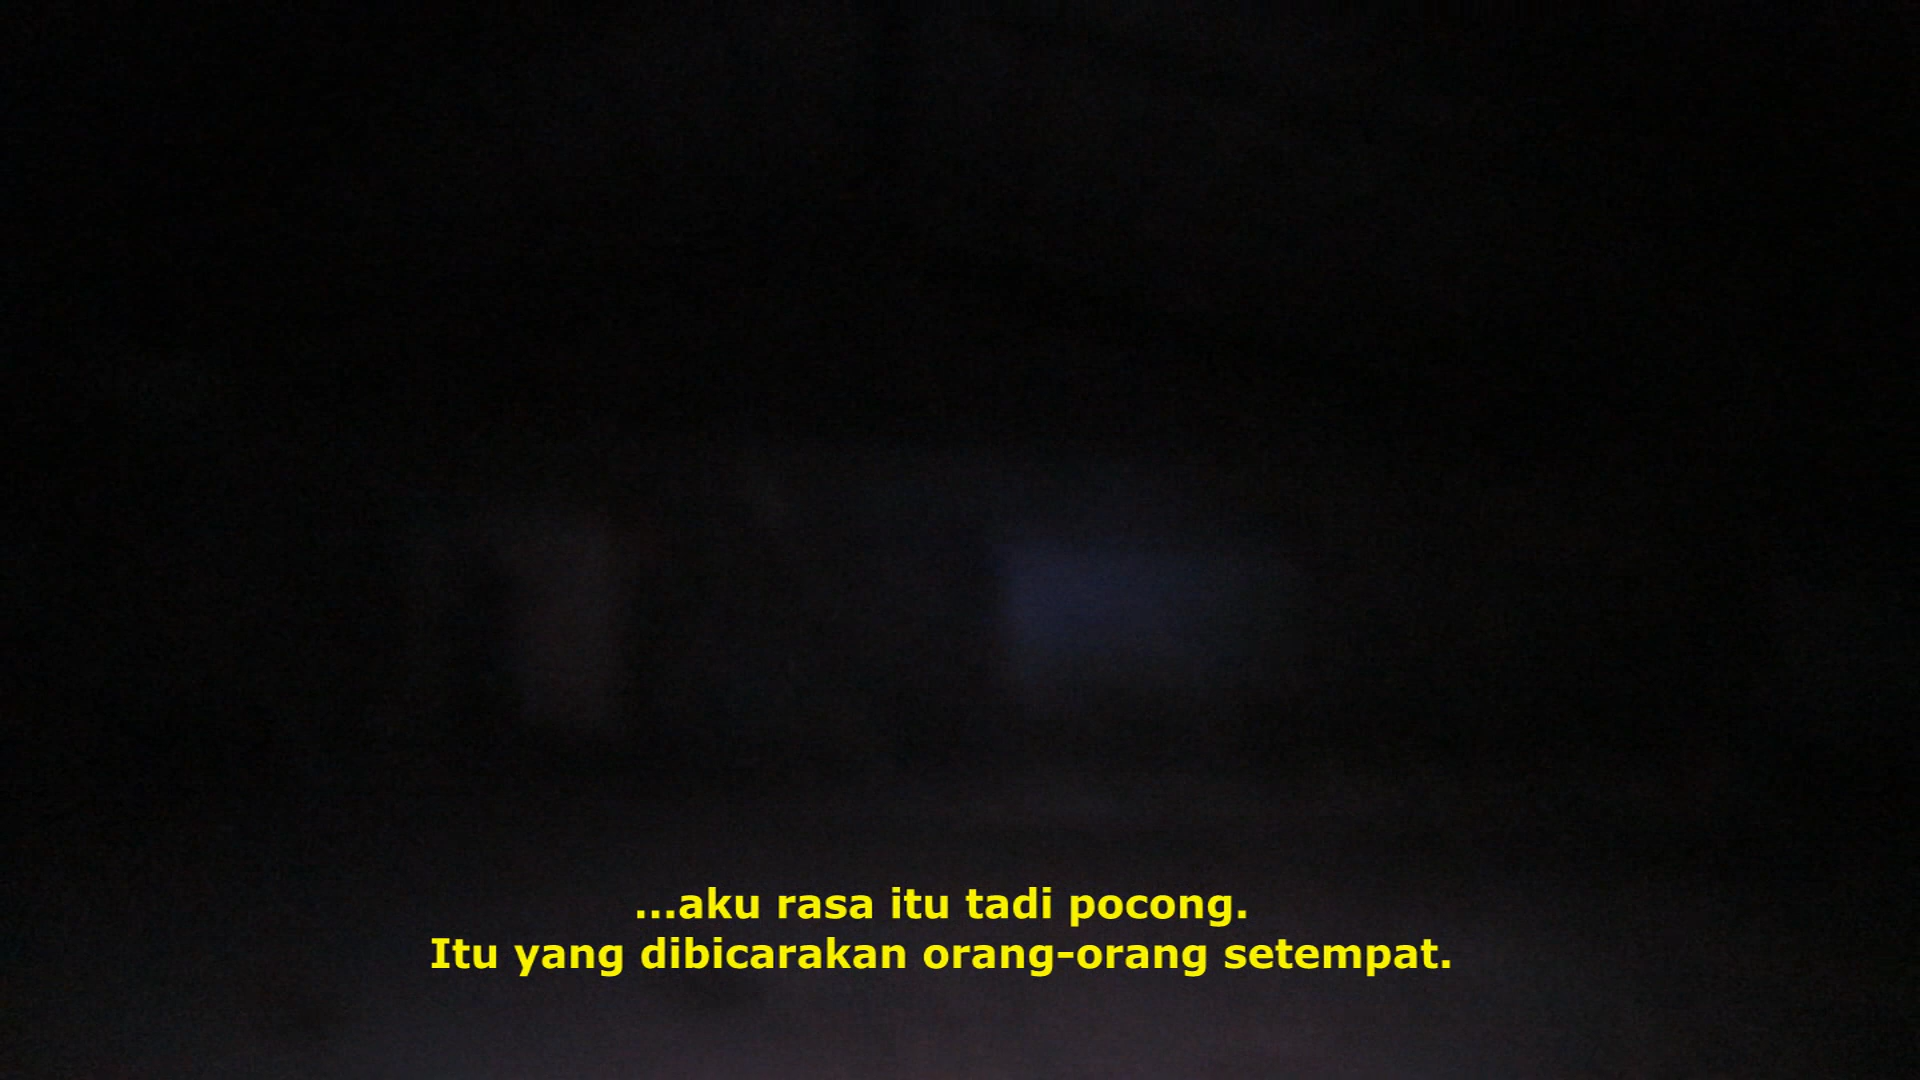 ...aku rasa itu tadi pocong.
Itu yang dibicarakan orang-orang setempat.